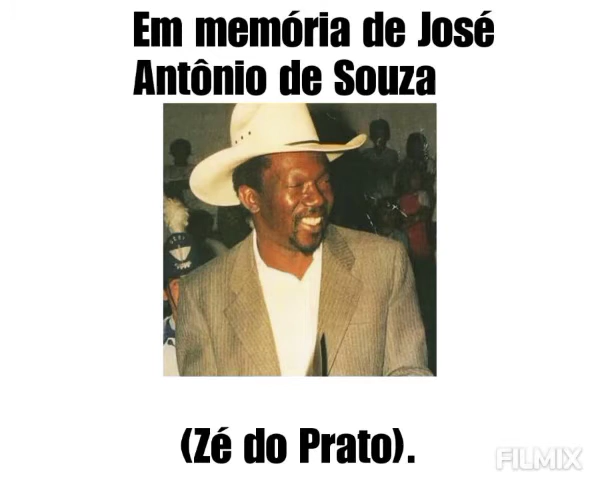 Em memória de José
Antônio de Souza
(Zé do Prato).
FILMIX